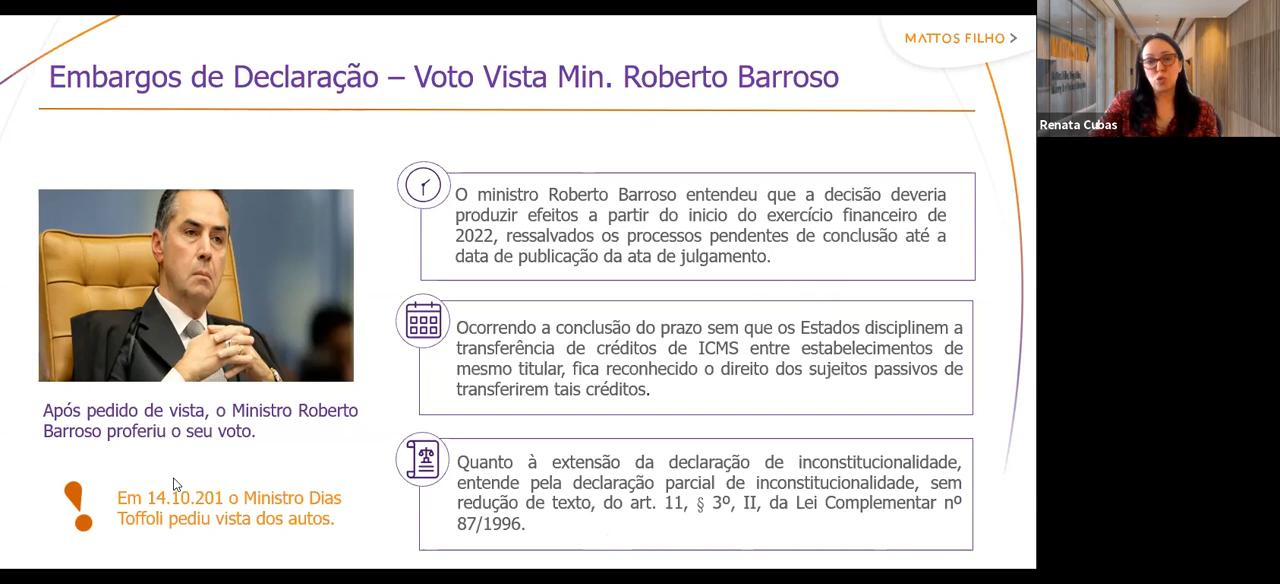 MATTOS FILHO >
Embargos de Declaração – Voto Vista Min. Roberto Barroso
O ministro Roberto Barroso entendeu que a decisão deveria
produzir efeitos a partir do inicio do exercício financeiro de
2022, ressalvados os processos pendentes de conclusão até a
data de publicação da ata de julgamento.
Ocorrendo a conclusão do prazo sem que os Estados disciplinem a
transferência de créditos de ICMS entre estabelecimentos de
mesmo titular, fica reconhecido o direito dos sujeitos passivos de
transferirem tais créditos.
Quanto à extensão da declaração de inconstitucionalidade,
entende pela declaração parcial de inconstitucionalidade, sem
redução de texto, do art. 11, § 3º, II, da Lei Complementar nº
87/1996.
Após pedido de vista, o Ministro Roberto
Barroso proferiu o seu voto.
Em 14.10.201 o Ministro Dias
Toffoli pediu vista dos autos.
Renata Cubas